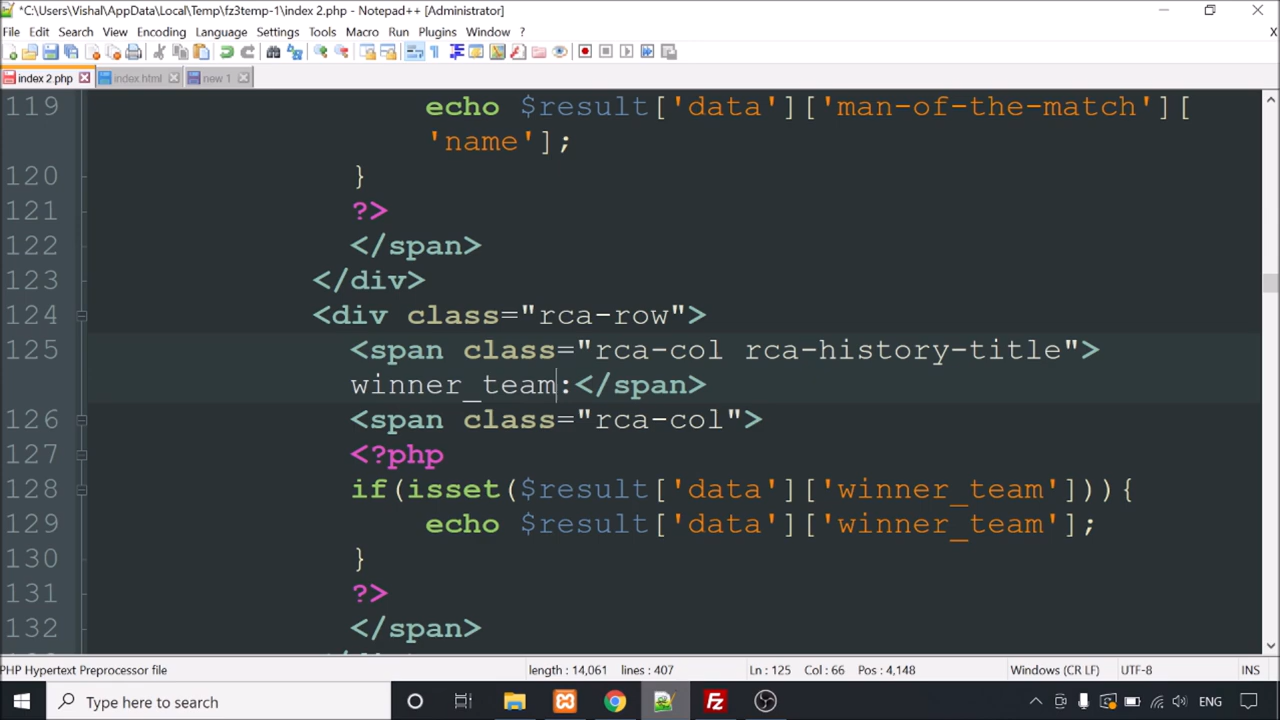 *C:\Users\Vishal\AppData\Local\Temp\fz3temp-1\index 2.php - Notepad++ [Administrator]
File Edit Search View Encoding Language Settings Tools Macro Run Plugins Window ? X
index 2.php index.html new 1
119 echo $result['data']['man-of-the-match'][
'name'];
120 }
121 ?>
122 </span>
123 </div>
124 <div class="rca-row">
125 <span class="rca-col rca-history-title">
winner_team:</span>
126 <span class="rca-col">
127 <?php
128 if(isset($result['data']['winner_team'])){
129 echo $result['data']['winner_team'];
130 }
131 ?>
132 </span>
PHP Hypertext Preprocessor file length : 14,061 lines : 407 Ln : 125 Col : 66 Pos : 4,148 Windows (CR LF) UTF-8 INS
Type here to search ENG